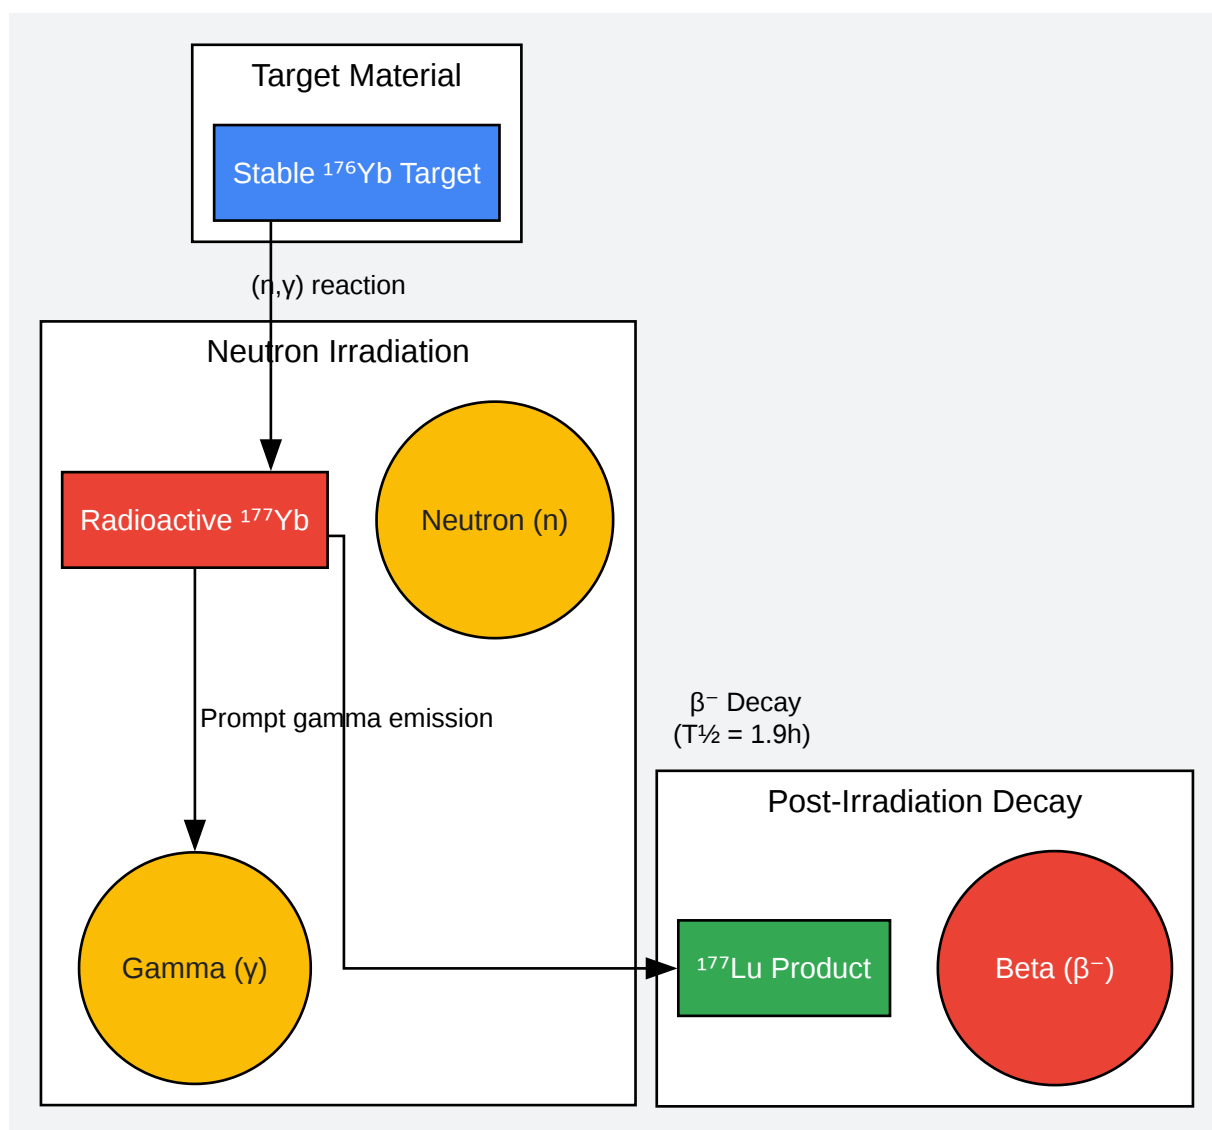 Target Material
Stable ¹⁷⁶Yb Target
(n,γ) reaction
Neutron Irradiation
Radioactive ¹⁷⁷Yb
Neutron (n)
Prompt gamma emission
Gamma (γ)
β⁻ Decay
(T½ = 1.9h)
Post-Irradiation Decay
¹⁷⁷Lu Product
Beta (β⁻)